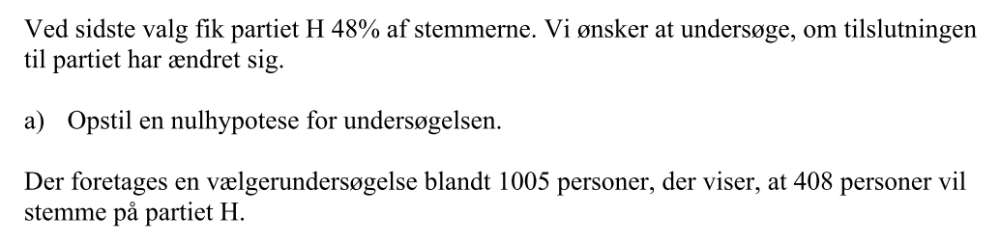 Ved sidste valg fik partiet H 48% af stemmerne. Vi ønsker at undersøge, om tilslutningen
til partiet har ændret sig.
a) Opstil en nulhypotese for undersøgelsen.
Der foretages en vælgerundersøgelse blandt 1005 personer, der viser, at 408 personer vil
stemme på partiet H.